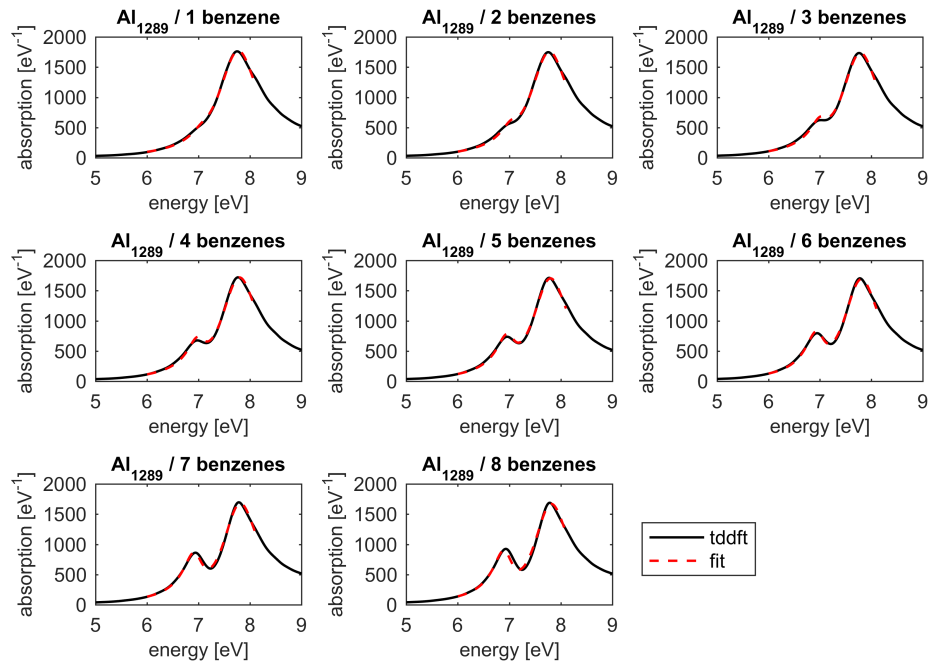 Al1289 / 1 benzene
absorption [eV-1]
2000
1500
1000
500
0
5 6 7 8 9
energy [eV]
Al1289 / 2 benzenes
absorption [eV-1]
2000
1500
1000
500
0
5 6 7 8 9
energy [eV]
Al1289 / 3 benzenes
absorption [eV-1]
2000
1500
1000
500
0
5 6 7 8 9
energy [eV]
Al1289 / 4 benzenes
absorption [eV-1]
2000
1500
1000
500
0
5 6 7 8 9
energy [eV]
Al1289 / 5 benzenes
absorption [eV-1]
2000
1500
1000
500
0
5 6 7 8 9
energy [eV]
Al1289 / 6 benzenes
absorption [eV-1]
2000
1500
1000
500
0
5 6 7 8 9
energy [eV]
Al1289 / 7 benzenes
absorption [eV-1]
2000
1500
1000
500
0
5 6 7 8 9
energy [eV]
Al1289 / 8 benzenes
absorption [eV-1]
2000
1500
1000
500
0
5 6 7 8 9
energy [eV]
tddft
fit